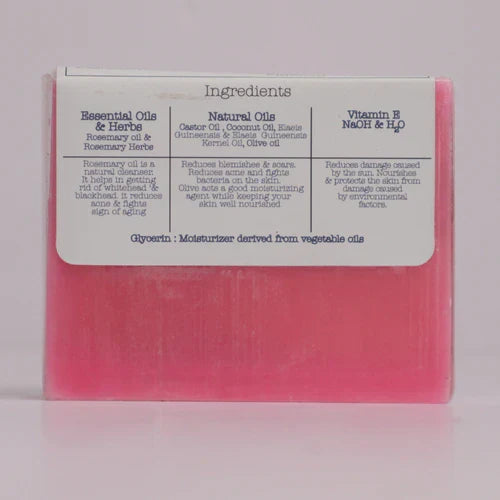 Ingredients
Essential Oils
& Herbs
Rosemary oil &
Rosemary Herbs
Rosemary oil is a
natural cleanser.
It helps in getting
rid of whitehead &
blackhead. it reduces
acne & fights
sign of aging
Natural Oils
Castor Oil , Coconut Oil, Elaeis
Guineensis & Elaeis Guineensis
Kernel Oil, Olive oil
Reduces blemishes & scars.
Reduces acne and fights
bacteria on the skin.
Olive acts a good moisturizing
agent while keeping your
skin well nourished
Vitamin E
NaOH & H₂O
Reduces damage caused
by the sun. Nourishes
& protects the skin from
damage caused
by environmental
factors.
Glycerin : Moisturizer derived from vegetable oils